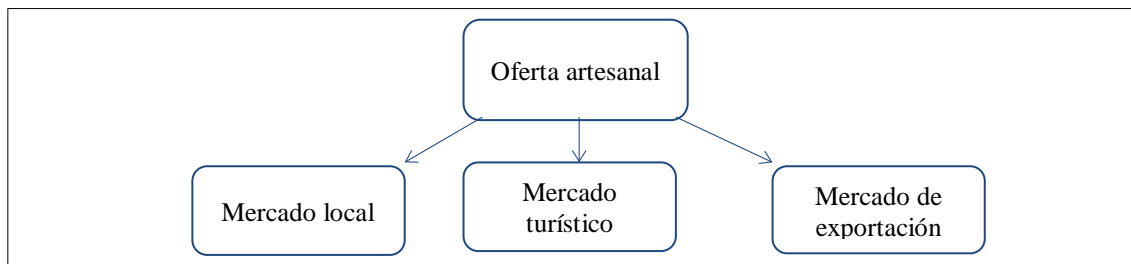 Oferta artesanal
Mercado local
Mercado
turístico
Mercado de
exportación